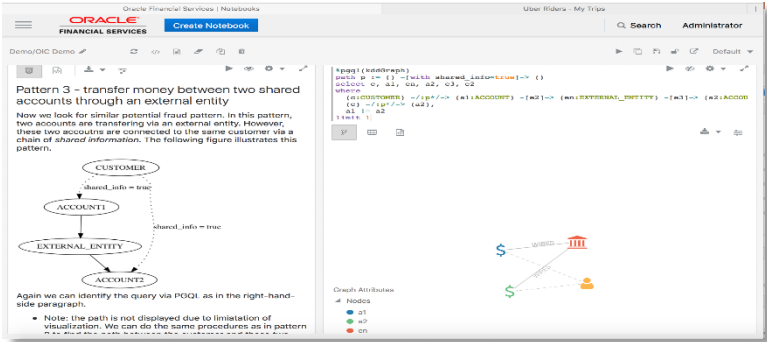 Oracle Financial Services | Notebooks
Uber Riders - My Trips
ORACLE
FINANCIAL SERVICES
Create Notebook
Search
Administrator
Demo/OIC Demo
Default
Pattern 3 - transfer money between two shared
accounts through an external entity
Now we look for similar potential fraud pattern. In this pattern,
two accounts are transfering via an external entity. However,
these two accoutns are connected to the same customer via a
chain of shared information. The following figure illustrates this
pattern.
CUSTOMER
shared_info = true
ACCOUNT1
shared_info = true
EXTERNAL_ENTITY
ACCOUNT2
Again we can identify the query via PGQL as in the right-hand-
side paragraph.
• Note: the path is not displayed due to limiatation of
visualization. We can do the same procedures as in pattern
%pgql(kddGraph)
path p := () -[with shared_info=true]-> ()
select c, a1, en, a2, e3, e2
where
(c:CUSTOMER) -/:p*/-> (a1:ACCOUNT) -[e2]-> (en:EXTERNAL_ENTITY) -[e3]-> (a2:ACCOU
(c) -/:p*/-> (a2),
a1 != a2
limit 1
Graph Attributes
Nodes
a1
a2
en